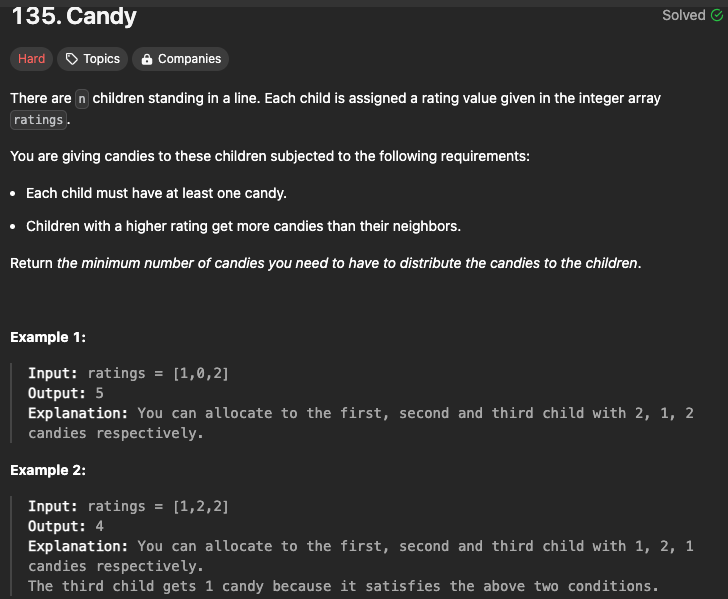 135. Candy
Solved
Hard Topics Companies
There are n children standing in a line. Each child is assigned a rating value given in the integer array
ratings.
You are giving candies to these children subjected to the following requirements:
• Each child must have at least one candy.
• Children with a higher rating get more candies than their neighbors.
Return the minimum number of candies you need to have to distribute the candies to the children.
Example 1:
Input: ratings = [1,0,2]
Output: 5
Explanation: You can allocate to the first, second and third child with 2, 1, 2
candies respectively.
Example 2:
Input: ratings = [1,2,2]
Output: 4
Explanation: You can allocate to the first, second and third child with 1, 2, 1
candies respectively.
The third child gets 1 candy because it satisfies the above two conditions.